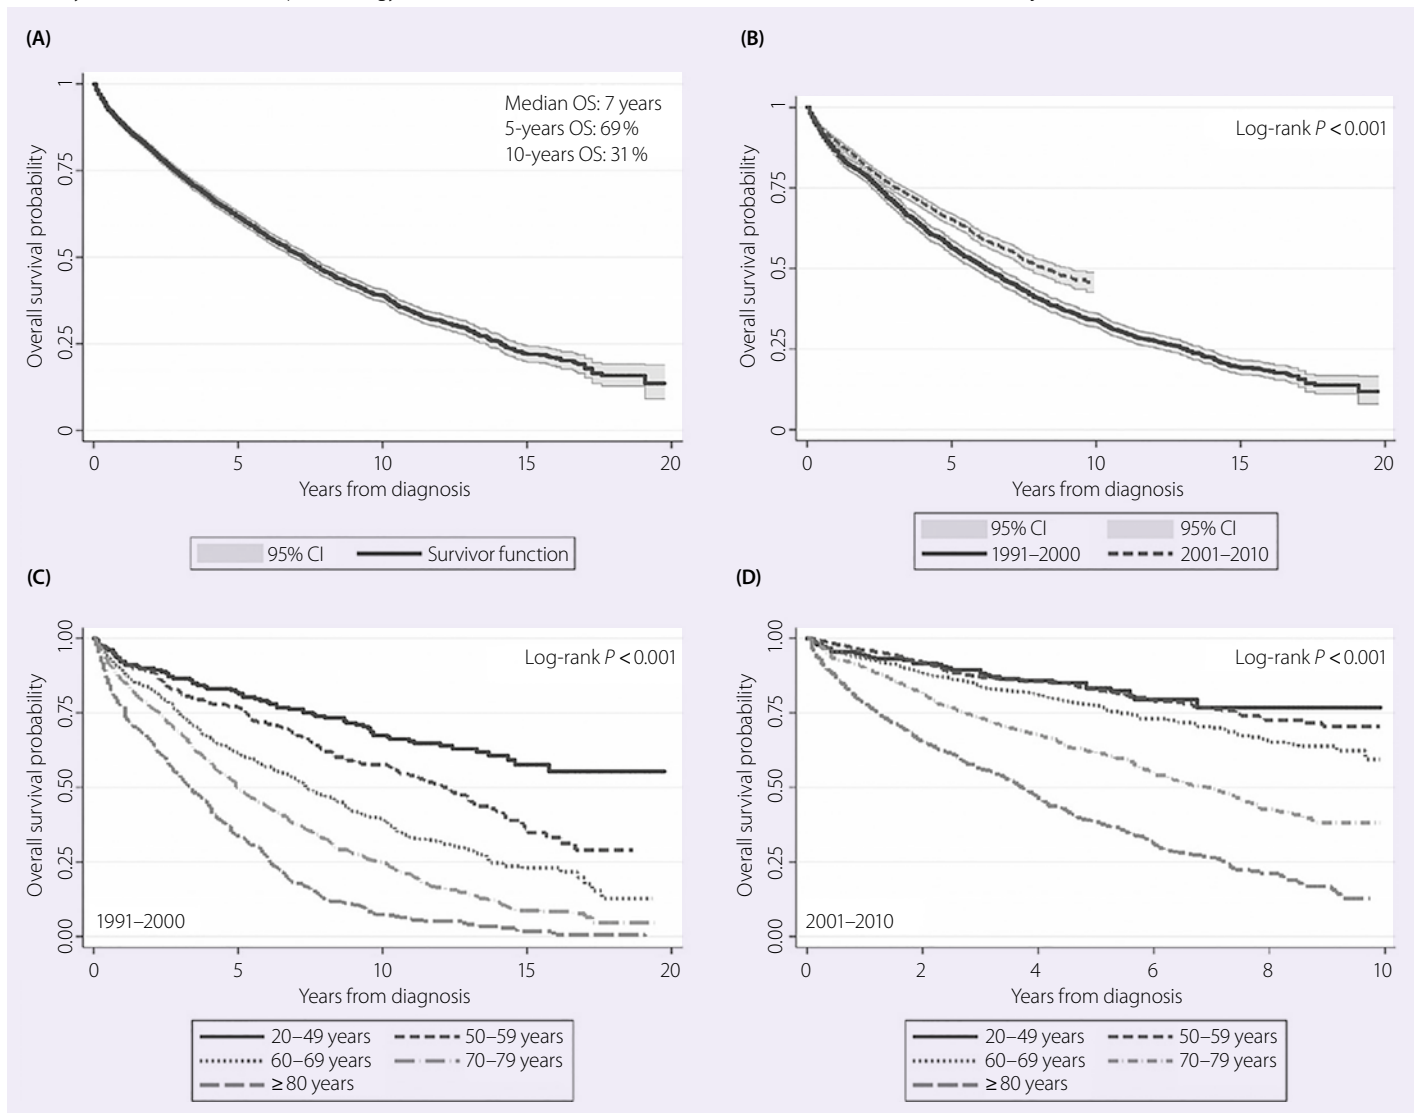 (A)
Overall survival probability
1
0.75
0.5
0.25
0
Median OS: 7 years
5-years OS: 69%
10-years OS: 31%
0 5 10 15 20
Years from diagnosis
95% CI Survivor function
(B)
Overall survival probability
1
0.75
0.5
0.25
0
Log-rank P < 0.001
0 5 10 15 20
Years from diagnosis
95% CI 95% CI
1991–2000 2001–2010
(C)
Overall survival probability
1.00
0.75
0.50
0.25
0.00
Log-rank P < 0.001
1991–2000
0 5 10 15 20
Years from diagnosis
20–49 years 50–59 years
60–69 years 70–79 years
≥ 80 years
(D)
Overall survival probability
1.00
0.75
0.50
0.25
0.00
Log-rank P < 0.001
2001–2010
0 2 4 6 8 10
Years from diagnosis
20–49 years 50–59 years
60–69 years 70–79 years
≥ 80 years